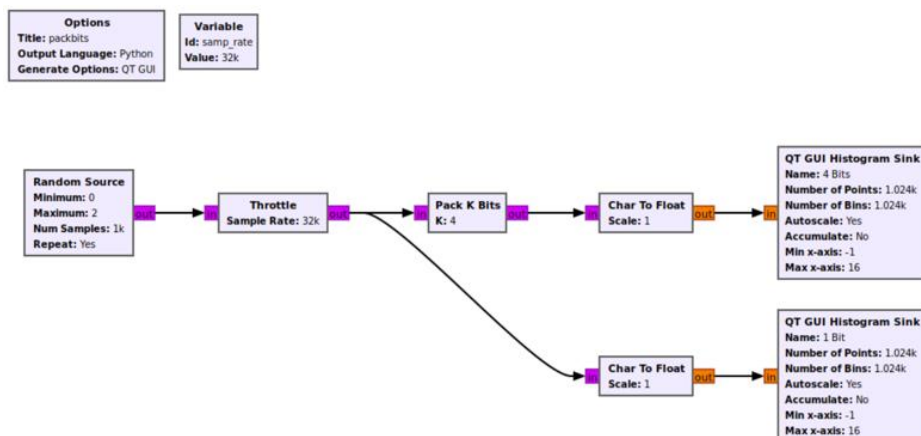 Options
Title: packbits
Output Language: Python
Generate Options: QT GUI
Variable
Id: samp_rate
Value: 32k
Random Source
Minimum: 0
Maximum: 2
Num Samples: 1k
Repeat: Yes
out
in
Throttle
Sample Rate: 32k
out
in
Pack K Bits
K: 4
out
in
Char To Float
Scale: 1
out
in
QT GUI Histogram Sink
Name: 4 Bits
Number of Points: 1.024k
Number of Bins: 1.024k
Autoscale: Yes
Accumulate: No
Min x-axis: -1
Max x-axis: 16
in
Char To Float
Scale: 1
out
in
QT GUI Histogram Sink
Name: 1 Bit
Number of Points: 1.024k
Number of Bins: 1.024k
Autoscale: Yes
Accumulate: No
Min x-axis: -1
Max x-axis: 16